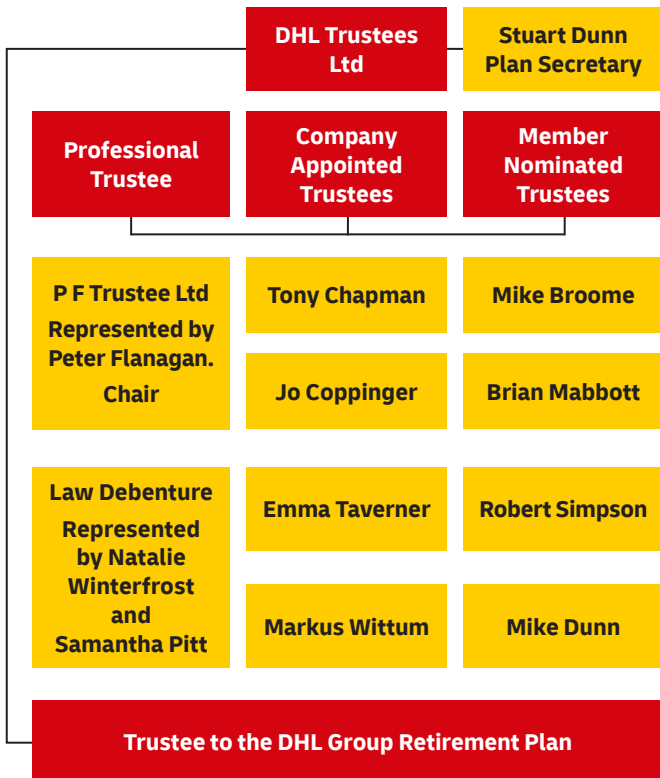 DHL Trustees
Ltd
Stuart Dunn
Plan Secretary
Professional
Trustee
Company
Appointed
Trustees
Member
Nominated
Trustees
P F Trustee Ltd
Represented by
Peter Flanagan.
Chair
Tony Chapman
Mike Broome
Jo Coppinger
Brian Mabbott
Law Debenture
Represented
by Natalie
Winterfrost
and
Samantha Pitt
Emma Taverner
Robert Simpson
Markus Wittum
Mike Dunn
Trustee to the DHL Group Retirement Plan